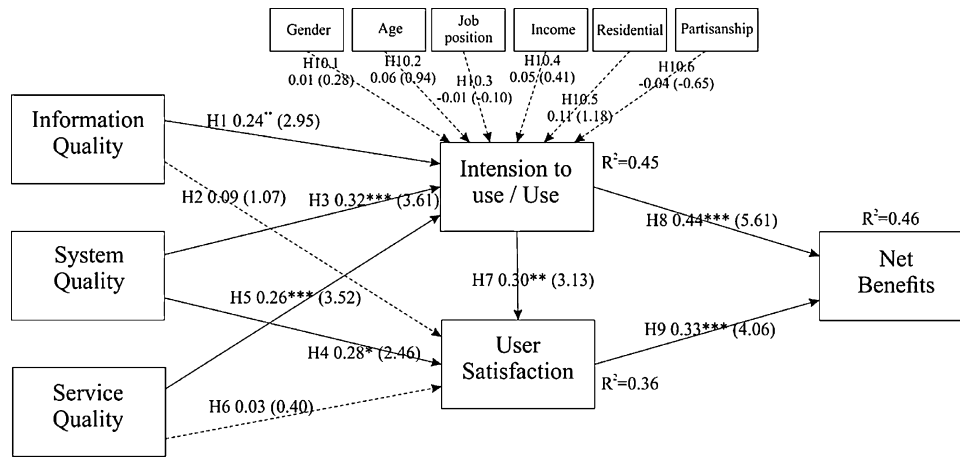 Gender
Age
Job
position
Income
Residential
Partisanship
H10.1
0.01 (0.28)
H10.2
0.06 (0.94)
H10.3
-0.01 (-0.10)
H10.4
0.05 (0.41)
H10.5
0.11 (1.18)
H10.6
-0.04 (-0.65)
Information
Quality
H1 0.24** (2.95)
Intension to
use / Use
R²=0.45
H2 0.09 (1.07)
H3 0.32*** (3.61)
H8 0.44*** (5.61)
R²=0.46
System
Quality
Net
Benefits
H5 0.26*** (3.52)
H7 0.30** (3.13)
H4 0.28* (2.46)
User
Satisfaction
H9 0.33*** (4.06)
R²=0.36
Service
Quality
H6 0.03 (0.40)